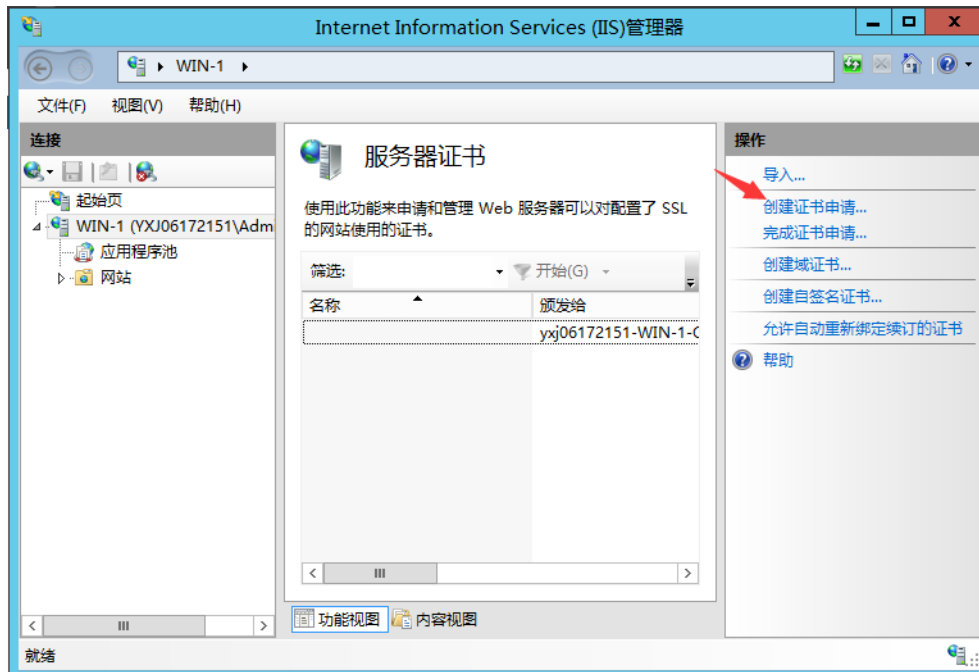 Internet Information Services (IIS)管理器
WIN-1
文件(F) 视图(V) 帮助(H)
连接
起始页
WIN-1 (YXJ06172151\Admi
应用程序池
网站
服务器证书
使用此功能来申请和管理 Web 服务器可以对配置了 SSL
的网站使用的证书。
筛选: 开始(G)
名称 颁发给
yxj06172151-WIN-1-C
功能视图 内容视图
操作
导入...
创建证书申请...
完成证书申请...
创建域证书...
创建自签名证书...
允许自动重新绑定续订的证书
帮助
就绪